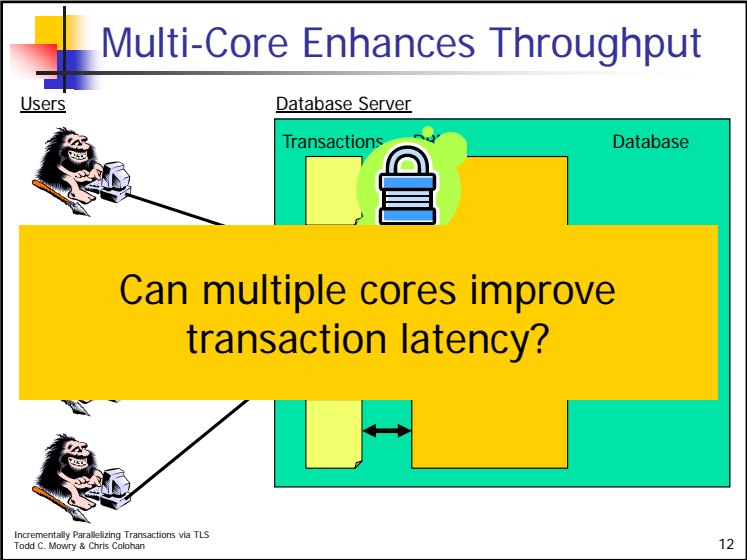 Multi-Core Enhances Throughput
Users
Database Server
Transactions
Database
Can multiple cores improve
transaction latency?
Incrementally Parallelizing Transactions via TLS
Todd C. Mowry & Chris Colohan
12